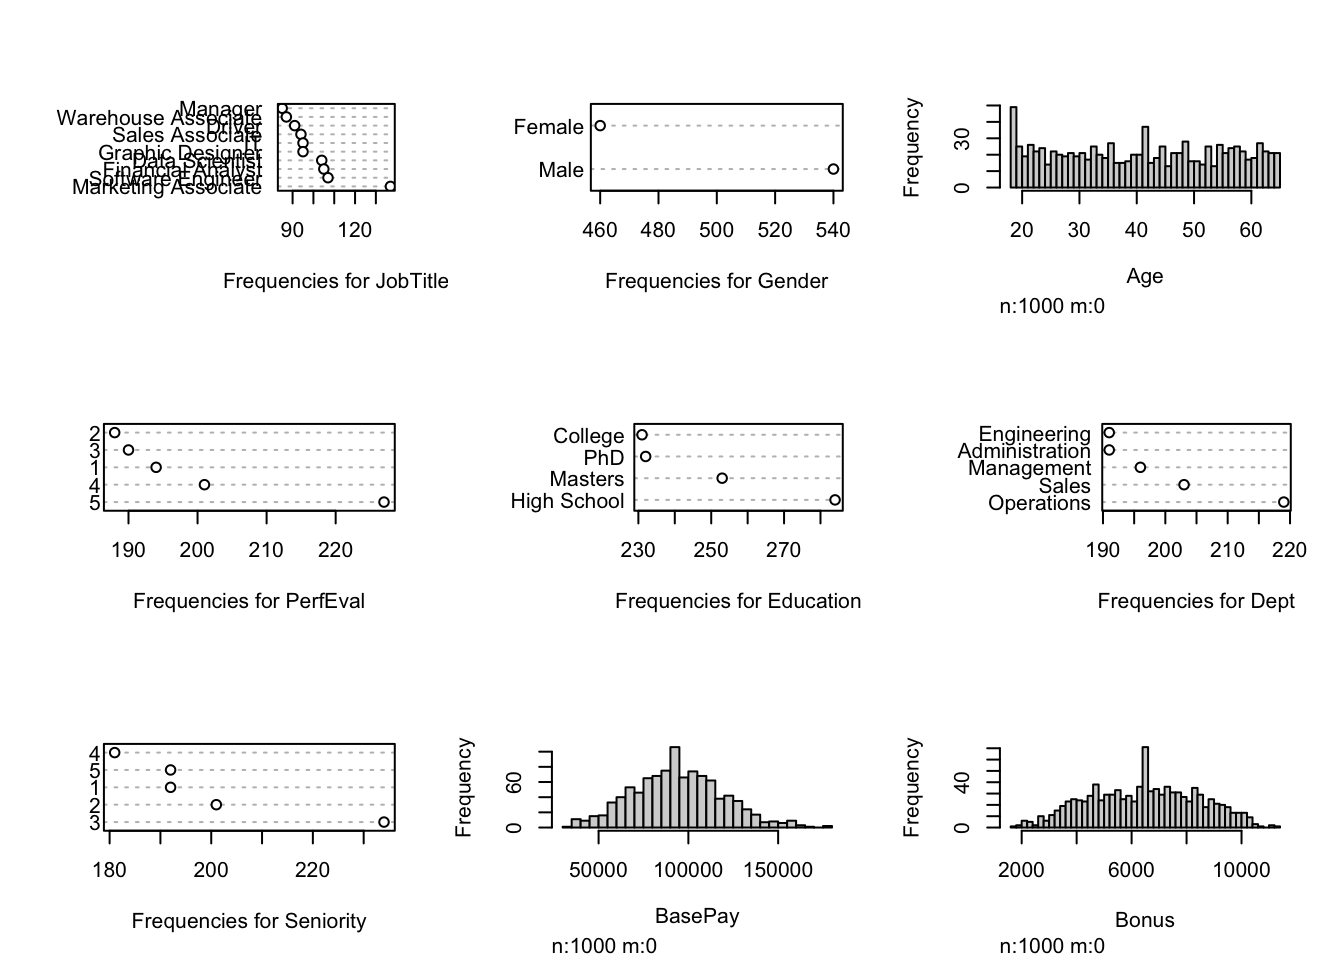 Manager
Warehouse Associate
Driver
Sales Associate
IT
Graphic Designer
Data Scientist
Financial Analyst
Software Engineer
Marketing Associate
90 120
Frequencies for JobTitle
Female
Male
460 480 500 520 540
Frequencies for Gender
Frequency
0 30
20 30 40 50 60
Age
n:1000 m:0
2
3
1
4
5
190 200 210 220
Frequencies for PerfEval
College
PhD
Masters
High School
230 250 270
Frequencies for Education
Engineering
Administration
Management
Sales
Operations
190 200 210 220
Frequencies for Dept
4
5
1
2
3
180 200 220
Frequencies for Seniority
Frequency
0 60
50000 100000 150000
BasePay
n:1000 m:0
Frequency
0 40
2000 6000 10000
Bonus
n:1000 m:0